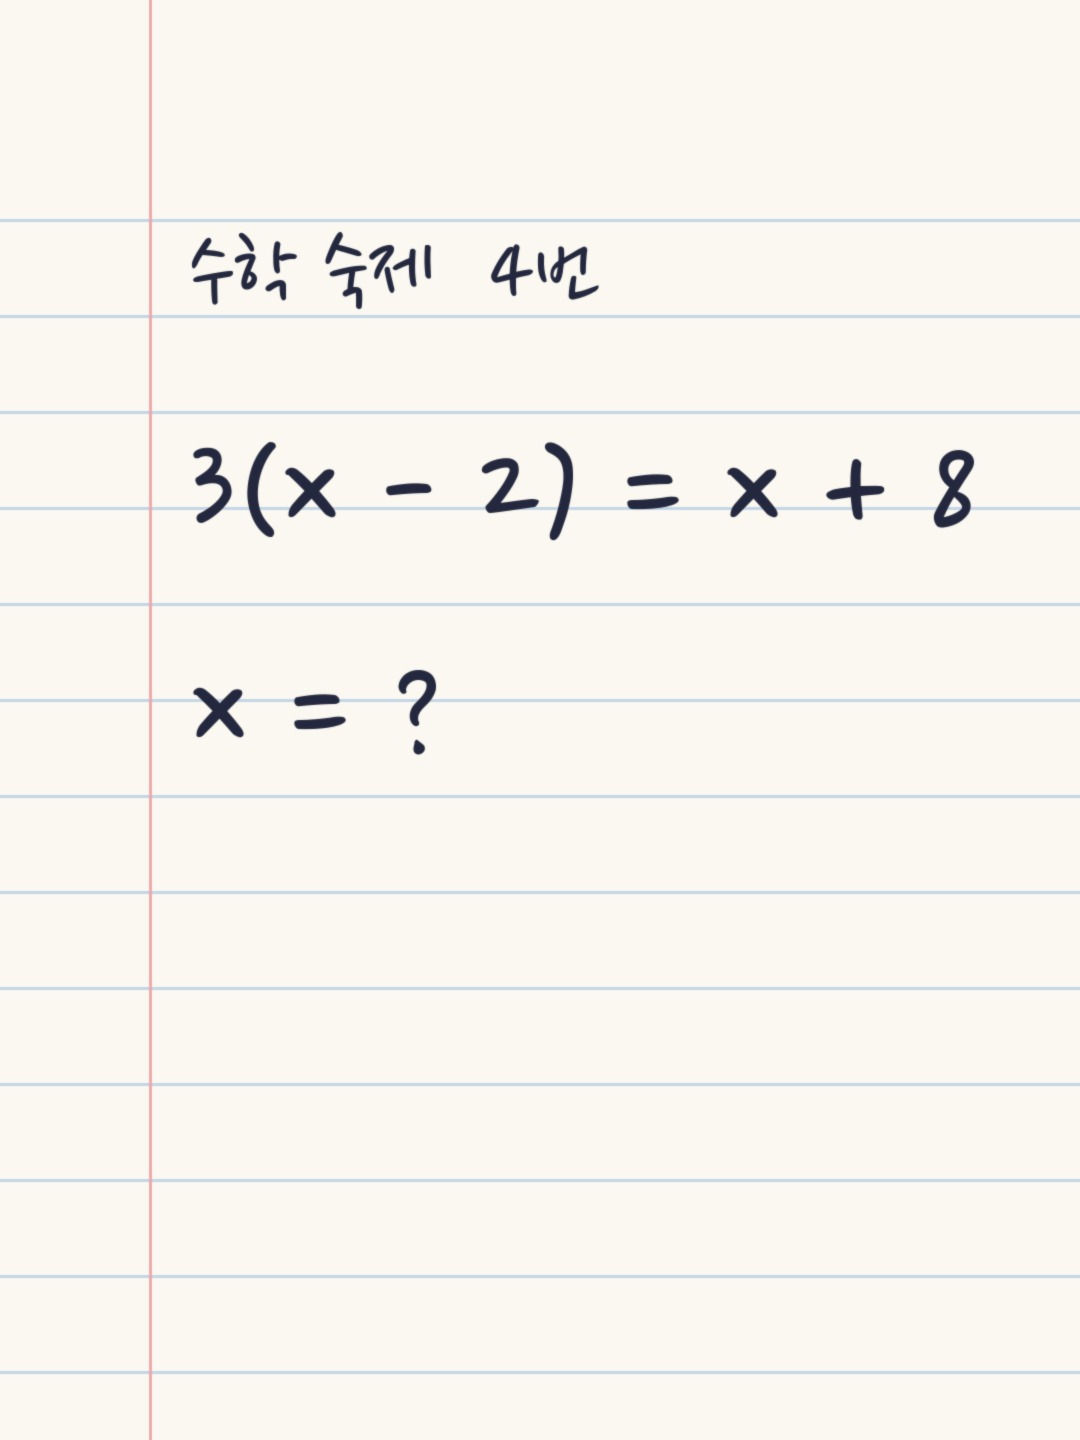 수학 숙제 4번
3(x - 2) = x + 8
x = ?